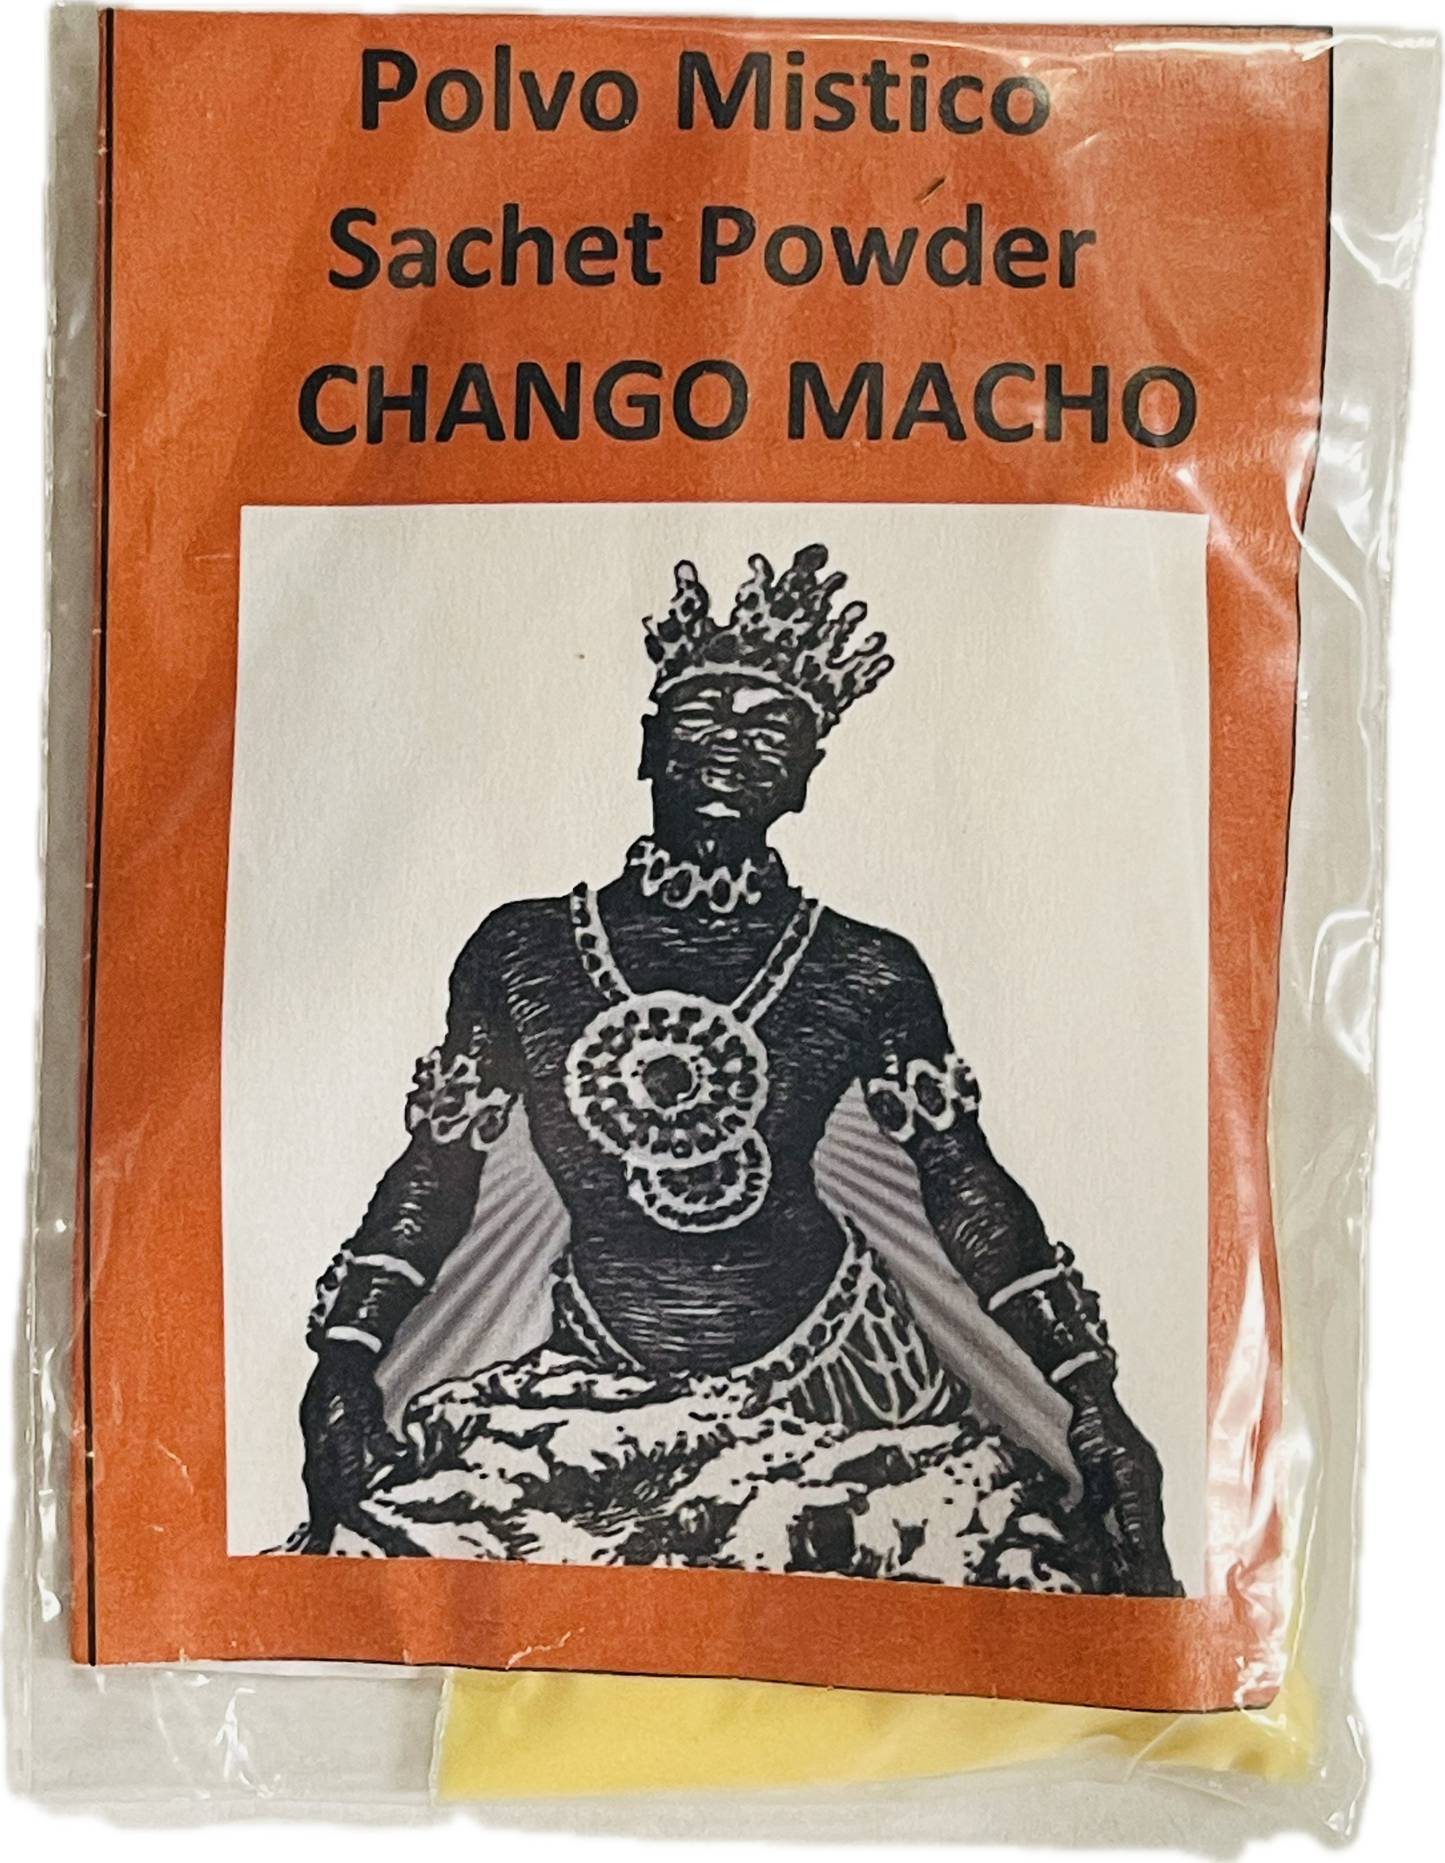 Polvo Mistico
Sachet Powder
CHANGO MACHO